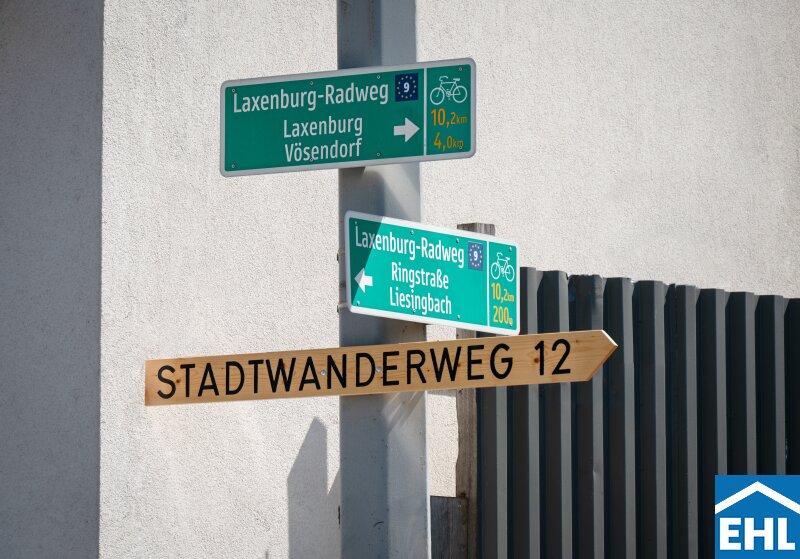 Laxenburg-Radweg 9
Laxenburg 10,2km
Vösendorf 4,0km
Laxenburg-Radweg 9
Ringstraße 10,2km
Liesingbach 200m
STADTWANDERWEG 12
EHL